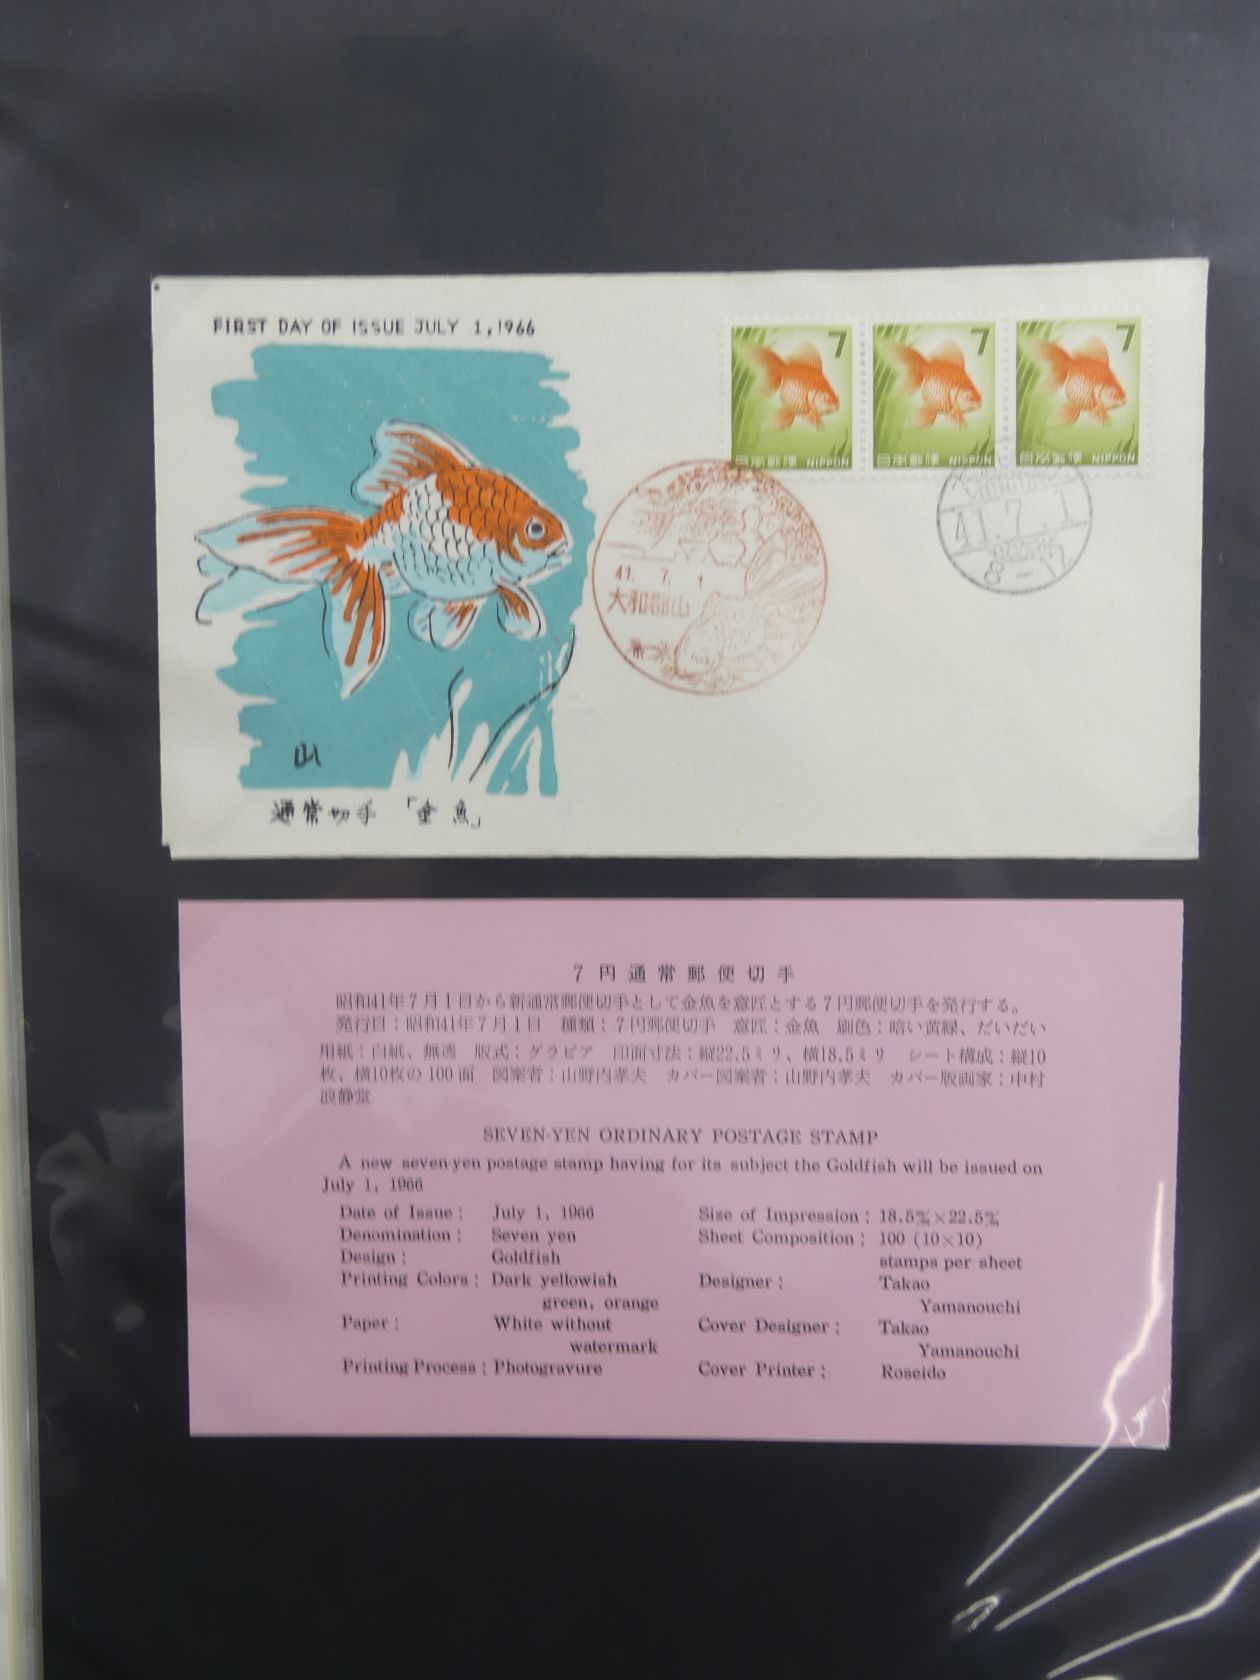 FIRST DAY OF ISSUE JULY 1, 1966
7
7
7
日本郵便 NIPPON
日本郵便 NIPPON
日本郵便 NIPPON
41. 7. 1
大和郡山
41.7.1
8-12
山
通常切手「金魚」
7円通常郵便切手
昭和41年7月1日から新通常郵便切手として金魚を意匠とする7円郵便切手を発行する。
発行日:昭和41年7月1日 種類:7円郵便切手 意匠:金魚 刷色:暗い黄緑、だいだい
用紙:白紙、無透 版式:グラビア 印面寸法:縦22.5ミリ、横18.5ミリ シート構成:縦10
枚、横10枚の100面 図案者:山野内孝夫 カバー図案者:山野内孝夫 カバー版画家:中村
浪静堂
SEVEN-YEN ORDINARY POSTAGE STAMP
A new seven-yen postage stamp having for its subject the Goldfish will be issued on
July 1, 1966
Date of Issue: July 1, 1966 Size of Impression: 18.5㎜×22.5㎜
Denomination: Seven yen Sheet Composition: 100 (10×10)
Design: Goldfish stamps per sheet
Printing Colors: Dark yellowish Designer: Takao
green, orange Yamanouchi
Paper: White without Cover Designer: Takao
watermark Yamanouchi
Printing Process: Photogravure Cover Printer: Roseido